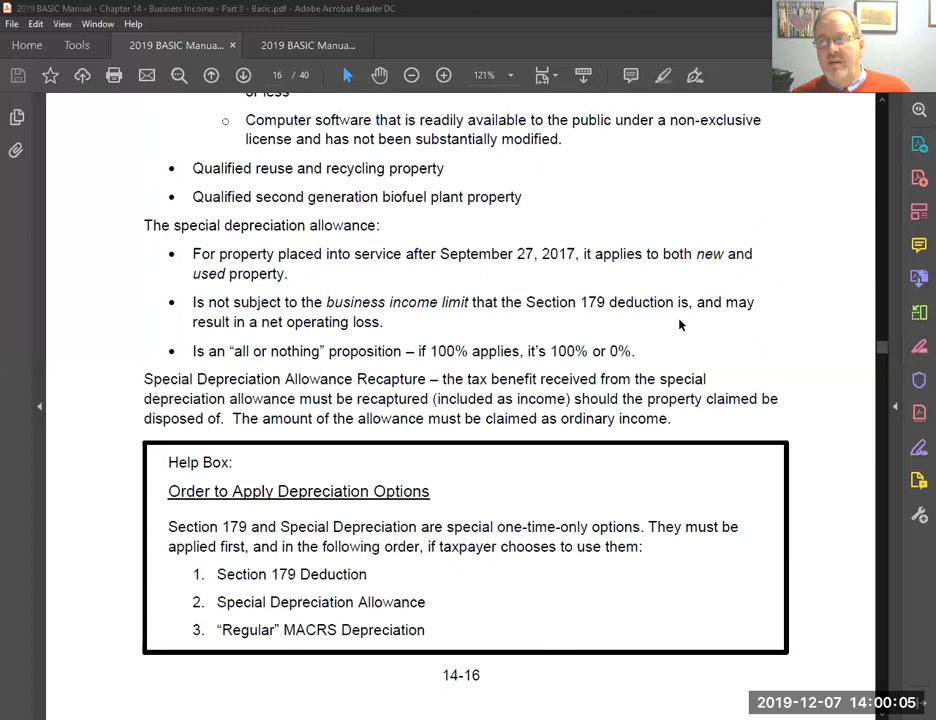 2019 BASIC Manual - Chapter 14 - Business Income - Part II - Basic.pdf - Adobe Acrobat Reader DC
File Edit View Window Help
Home Tools 2019 BASIC Manua... × 2019 BASIC Manua...
16 / 40 121%
or less
o Computer software that is readily available to the public under a non-exclusive
license and has not been substantially modified.
• Qualified reuse and recycling property
• Qualified second generation biofuel plant property
The special depreciation allowance:
• For property placed into service after September 27, 2017, it applies to both new and
used property.
• Is not subject to the business income limit that the Section 179 deduction is, and may
result in a net operating loss.
• Is an “all or nothing” proposition – if 100% applies, it’s 100% or 0%.
Special Depreciation Allowance Recapture – the tax benefit received from the special
depreciation allowance must be recaptured (included as income) should the property claimed be
disposed of. The amount of the allowance must be claimed as ordinary income.
Help Box:
Order to Apply Depreciation Options
Section 179 and Special Depreciation are special one-time-only options. They must be
applied first, and in the following order, if taxpayer chooses to use them:
1. Section 179 Deduction
2. Special Depreciation Allowance
3. “Regular” MACRS Depreciation
14-16
2019-12-07 14:00:05